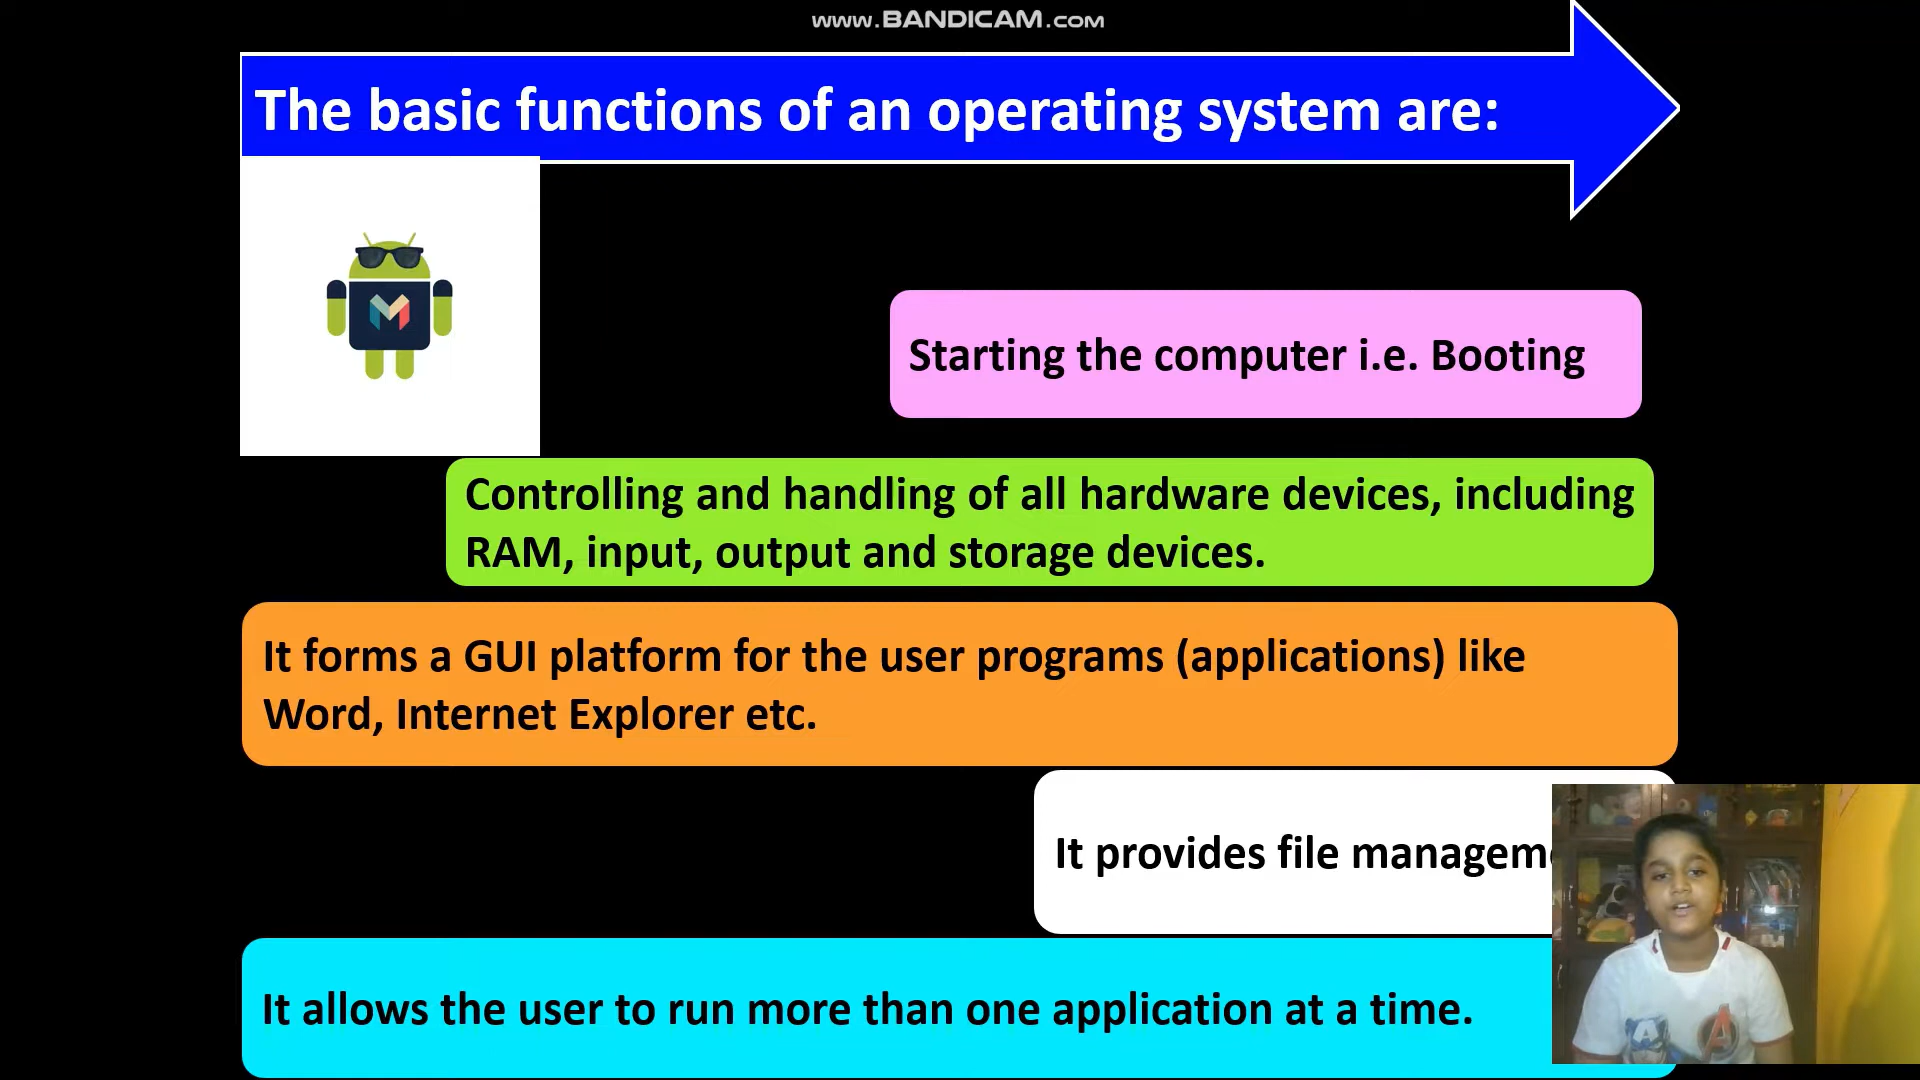 www.BANDICAM.com
The basic functions of an operating system are:
M
Starting the computer i.e. Booting
Controlling and handling of all hardware devices, including
RAM, input, output and storage devices.
It forms a GUI platform for the user programs (applications) like
Word, Internet Explorer etc.
It provides file
It allows the user to run more than one application at a time.